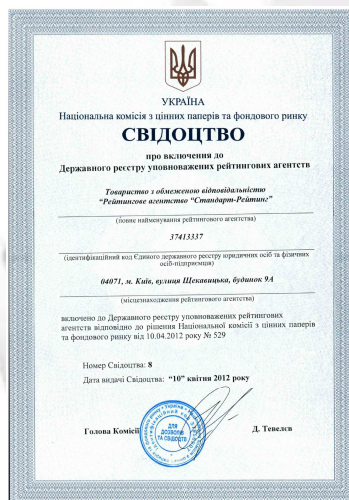 УКРАЇНА
Національна комісія з цінних паперів та фондового ринку
СВІДОЦТВО
про включення до
Державного реєстру уповноважених рейтингових агентств
Товариство з обмеженою відповідальністю
“Рейтингове агентство “Стандарт-Рейтинг”
(повне найменування рейтингового агентства)
37413337
(ідентифікаційний код Єдиного державного реєстру юридичних осіб та фізичних
осіб-підприємців)
04071, м. Київ, вулиця Щекавицька, будинок 9А
(місцезнаходження рейтингового агентства)
включено до Державного реєстру уповноважених рейтингових
агентств відповідно до рішення Національної комісії з цінних паперів
та фондового ринку від 10.04.2012 року № 529
Номер Свідоцтва: 8
Дата видачі Свідоцтва: “10” квітня 2012 року
Голова Комісії
Д. Тевелєв
ДЛЯ
ДОЗВОЛІВ
ТА СВІДОЦТВ